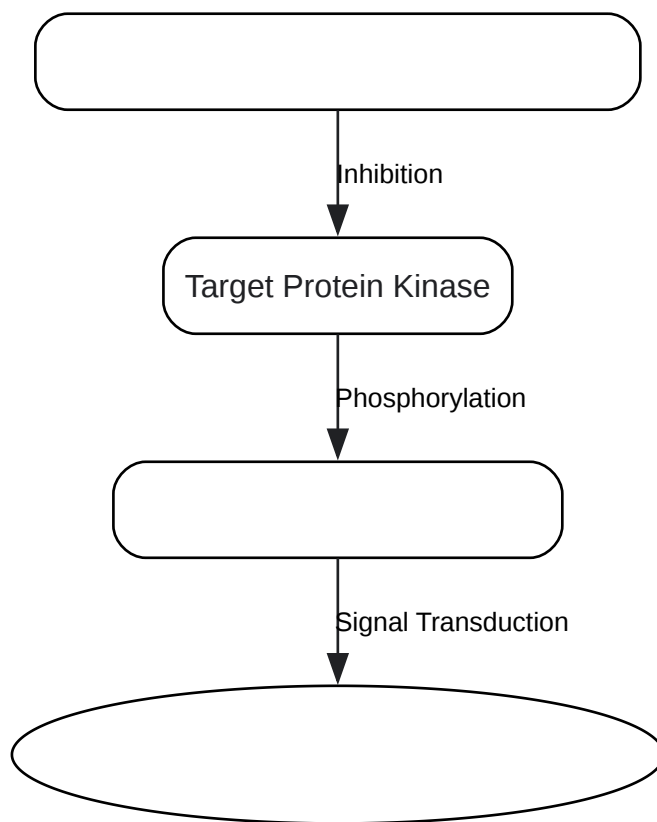 Inhibition
Target Protein Kinase
Phosphorylation
Signal Transduction